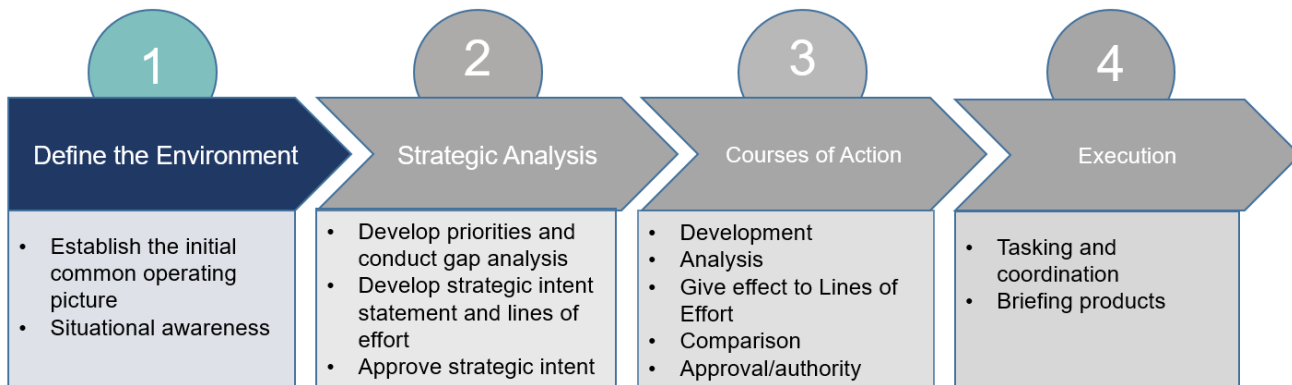 1
Define the Environment
• Establish the initial
common operating
picture
• Situational awareness
2
Strategic Analysis
• Develop priorities and
conduct gap analysis
• Develop strategic intent
statement and lines of
effort
• Approve strategic intent
3
Courses of Action
• Development
• Analysis
• Give effect to Lines of
Effort
• Comparison
• Approval/authority
4
Execution
• Tasking and
coordination
• Briefing products